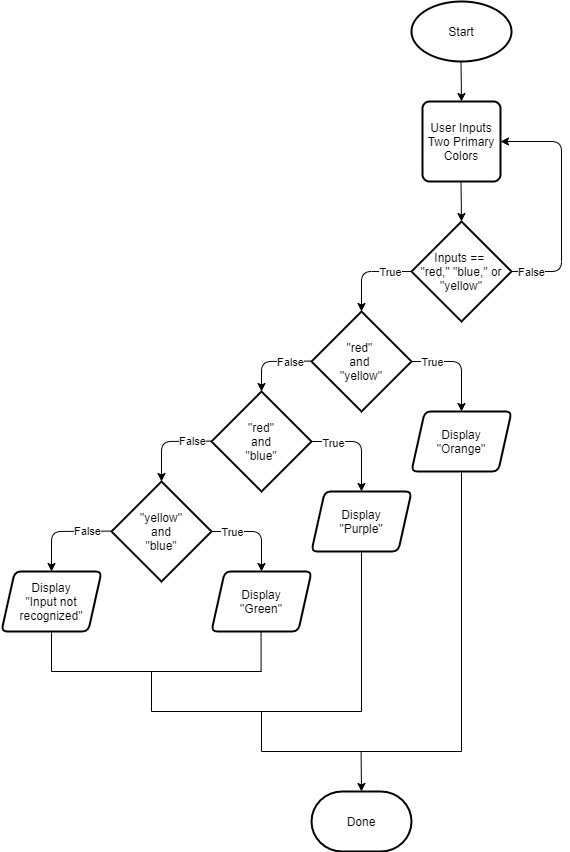 Start
User Inputs
Two Primary
Colors
Inputs ==
"red," "blue," or
"yellow"
True
False
"red"
and
"yellow"
False
True
"red"
and
"blue"
False
True
Display
"Orange"
"yellow"
and
"blue"
False
True
Display
"Purple"
Display
"Input not
recognized"
Display
"Green"
Done